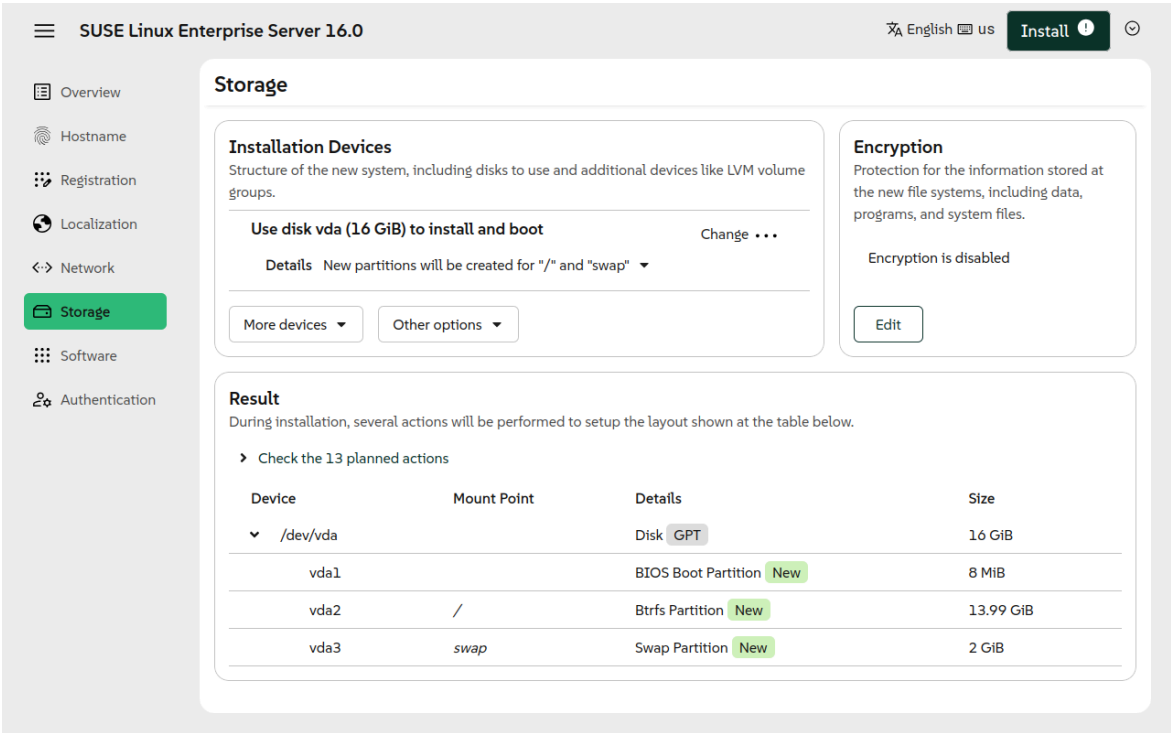 SUSE Linux Enterprise Server 16.0
English us
Install
Overview
Hostname
Registration
Localization
Network
Storage
Software
Authentication
Storage
Installation Devices
Structure of the new system, including disks to use and additional devices like LVM volume
groups.
Use disk vda (16 GiB) to install and boot
Change
Details New partitions will be created for "/" and "swap"
More devices
Other options
Encryption
Protection for the information stored at
the new file systems, including data,
programs, and system files.
Encryption is disabled
Edit
Result
During installation, several actions will be performed to setup the layout shown at the table below.
Check the 13 planned actions
Device Mount Point Details Size
/dev/vda Disk GPT 16 GiB
vda1 BIOS Boot Partition New 8 MiB
vda2 / Btrfs Partition New 13.99 GiB
vda3 swap Swap Partition New 2 GiB